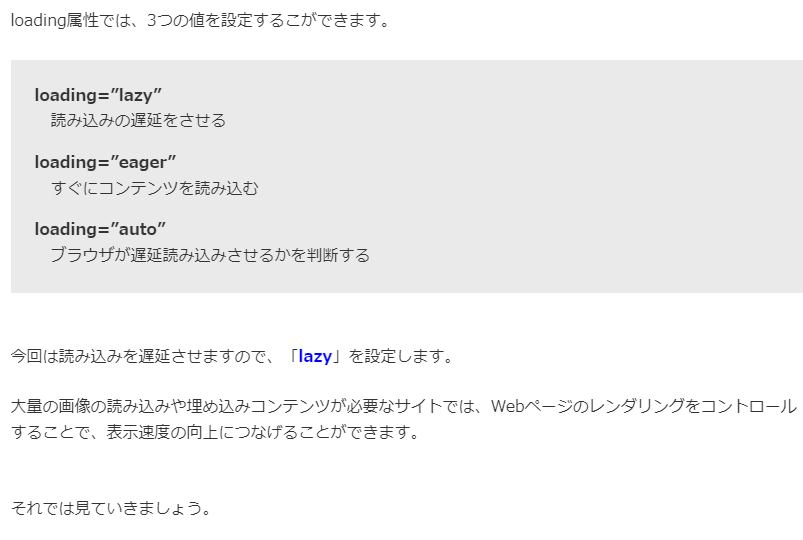 loading属性では、3つの値を設定するこができます。
loading=”lazy”
読み込みの遅延をさせる
loading=”eager”
すぐにコンテンツを読み込む
loading=”auto”
ブラウザが遅延読み込みさせるかを判断する
今回は読み込みを遅延させますので、「lazy」を設定します。
大量の画像の読み込みや埋め込みコンテンツが必要なサイトでは、Webページのレンダリングをコントロール
することで、表示速度の向上につなげることができます。
それでは見ていきましょう。